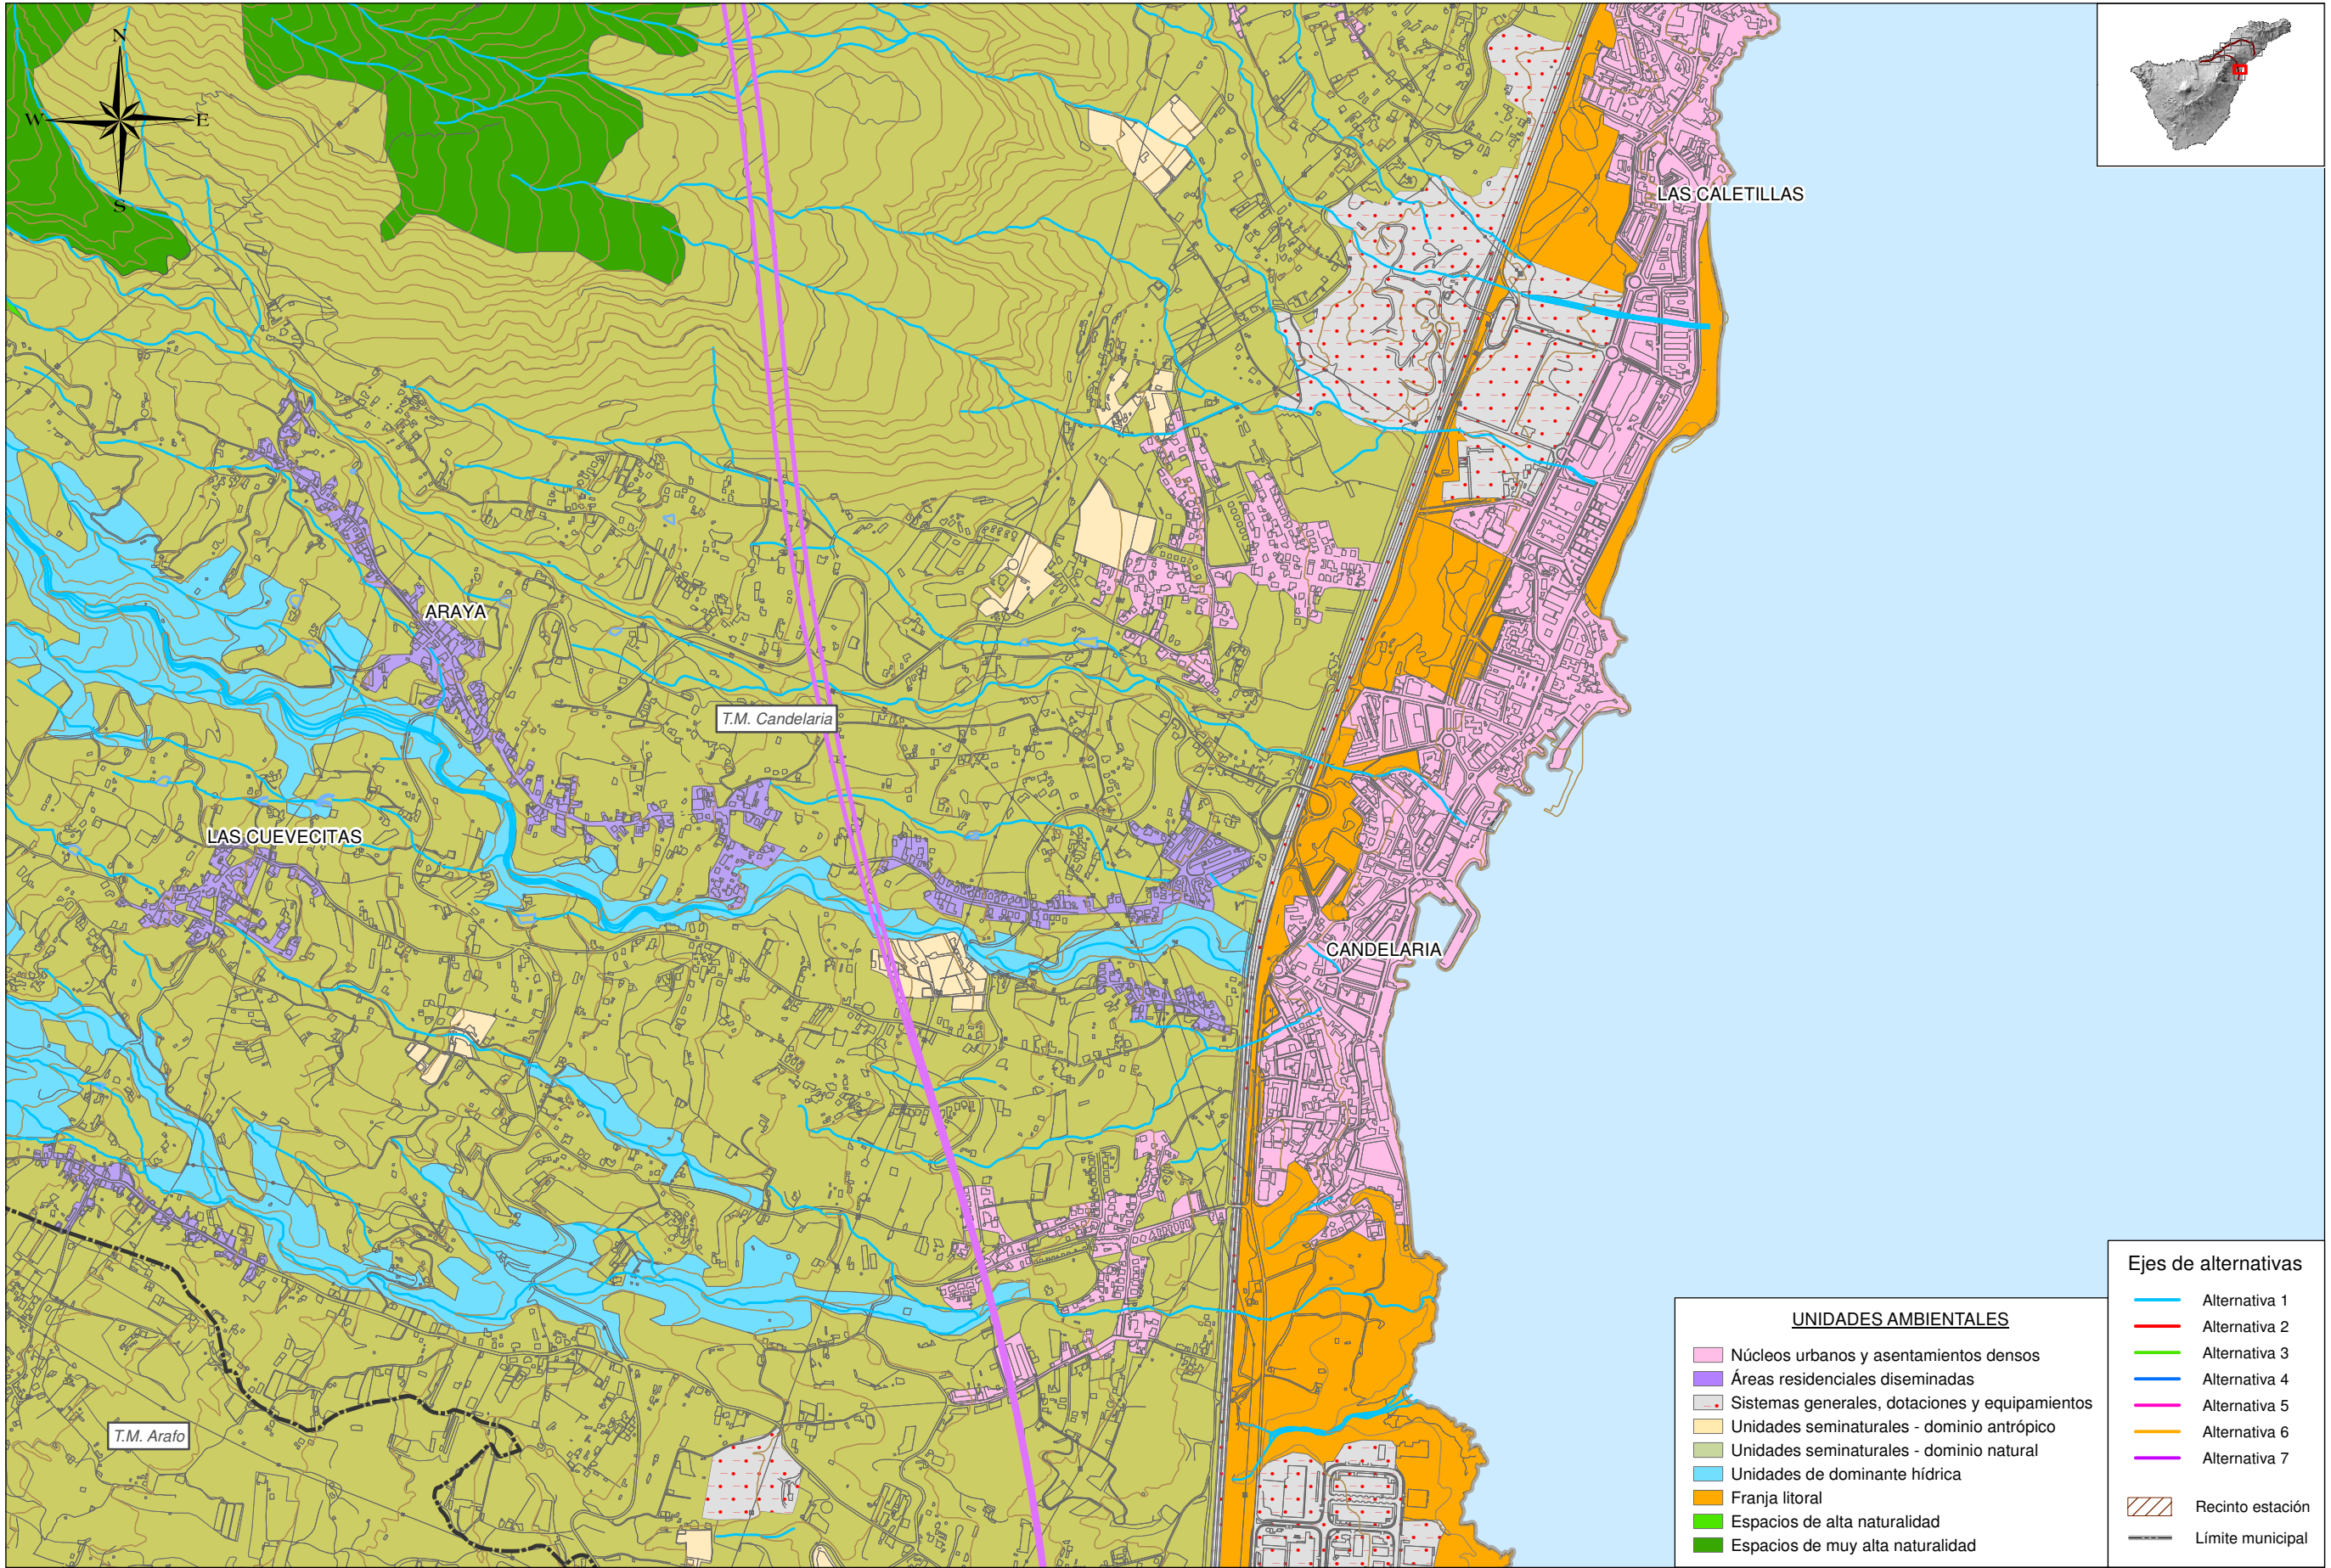 N
W
E
S
LAS CALETILLAS
ARAYA
T.M. Candelaria
LAS CUEVECITAS
CANDELARIA
T.M. Arafo
UNIDADES AMBIENTALES
Núcleos urbanos y asentamientos densos
Áreas residenciales diseminadas
Sistemas generales, dotaciones y equipamientos
Unidades seminaturales - dominio antrópico
Unidades seminaturales - dominio natural
Unidades de dominante hídrica
Franja litoral
Espacios de alta naturalidad
Espacios de muy alta naturalidad
Ejes de alternativas
Alternativa 1
Alternativa 2
Alternativa 3
Alternativa 4
Alternativa 5
Alternativa 6
Alternativa 7
Recinto estación
Límite municipal